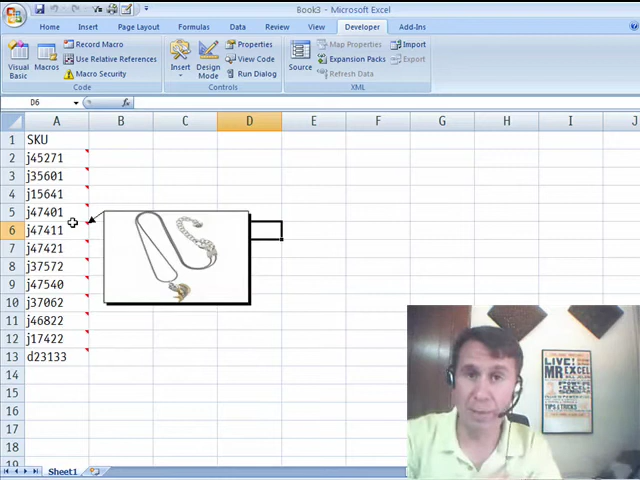 Book3 - Microsoft Excel
Home Insert Page Layout Formulas Data Review View Developer Add-Ins
Visual Basic
Macros
Record Macro
Use Relative References
Macro Security
Code
Insert
Design Mode
Properties
View Code
Run Dialog
Controls
Source
Map Properties
Expansion Packs
Refresh Data
Import
Export
XML
D6
fx
A B C D E F G H I J
1 SKU
2 j45271
3 j35601
4 j15641
5 j47401
6 j47411
7 j47421
8 j37572
9 j47540
10 j37062
11 j46822
12 j17422
13 d23133
14
15
16
17
18
19
Sheet1
LIVE!
MR EXCEL
TIPS & TRICKS